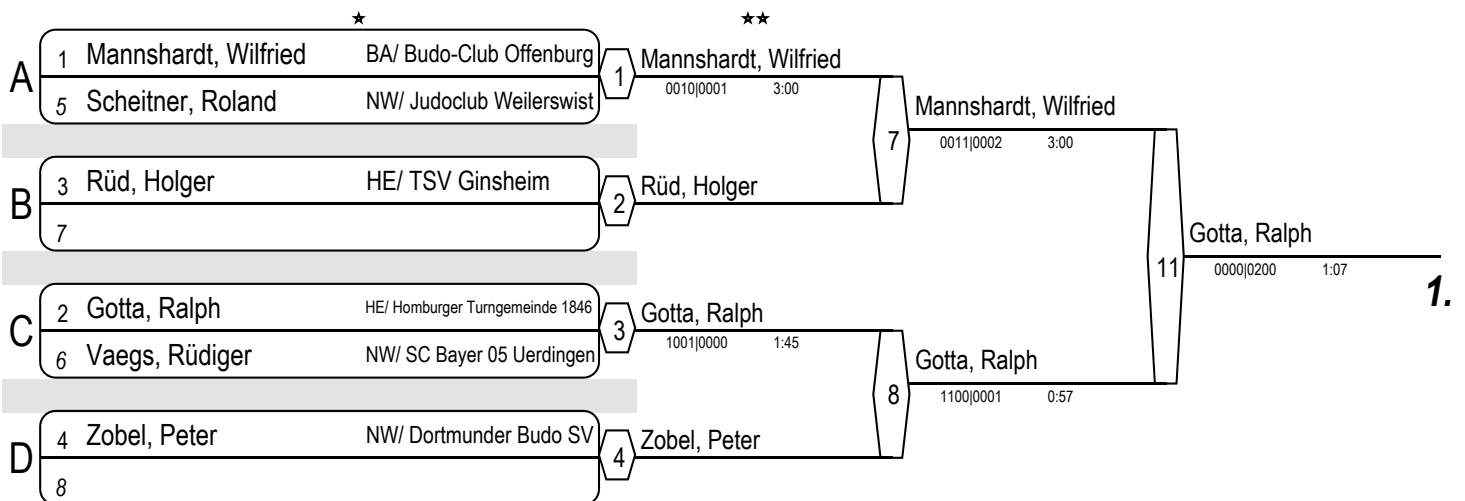 ★ ★★
A 1 Mannshardt, Wilfried BA/ Budo-Club Offenburg
5 Scheitner, Roland NW/ Judoclub Weilerswist
1 Mannshardt, Wilfried
0010|0001 3:00
B 3 Rüd, Holger HE/ TSV Ginsheim
7
2 Rüd, Holger
7 Mannshardt, Wilfried
0011|0002 3:00
C 2 Gotta, Ralph HE/ Homburger Turngemeinde 1846
6 Vaegs, Rüdiger NW/ SC Bayer 05 Uerdingen
3 Gotta, Ralph
1001|0000 1:45
D 4 Zobel, Peter NW/ Dortmunder Budo SV
8
4 Zobel, Peter
8 Gotta, Ralph
1100|0001 0:57
11 Gotta, Ralph
0000|0200 1:07
1.